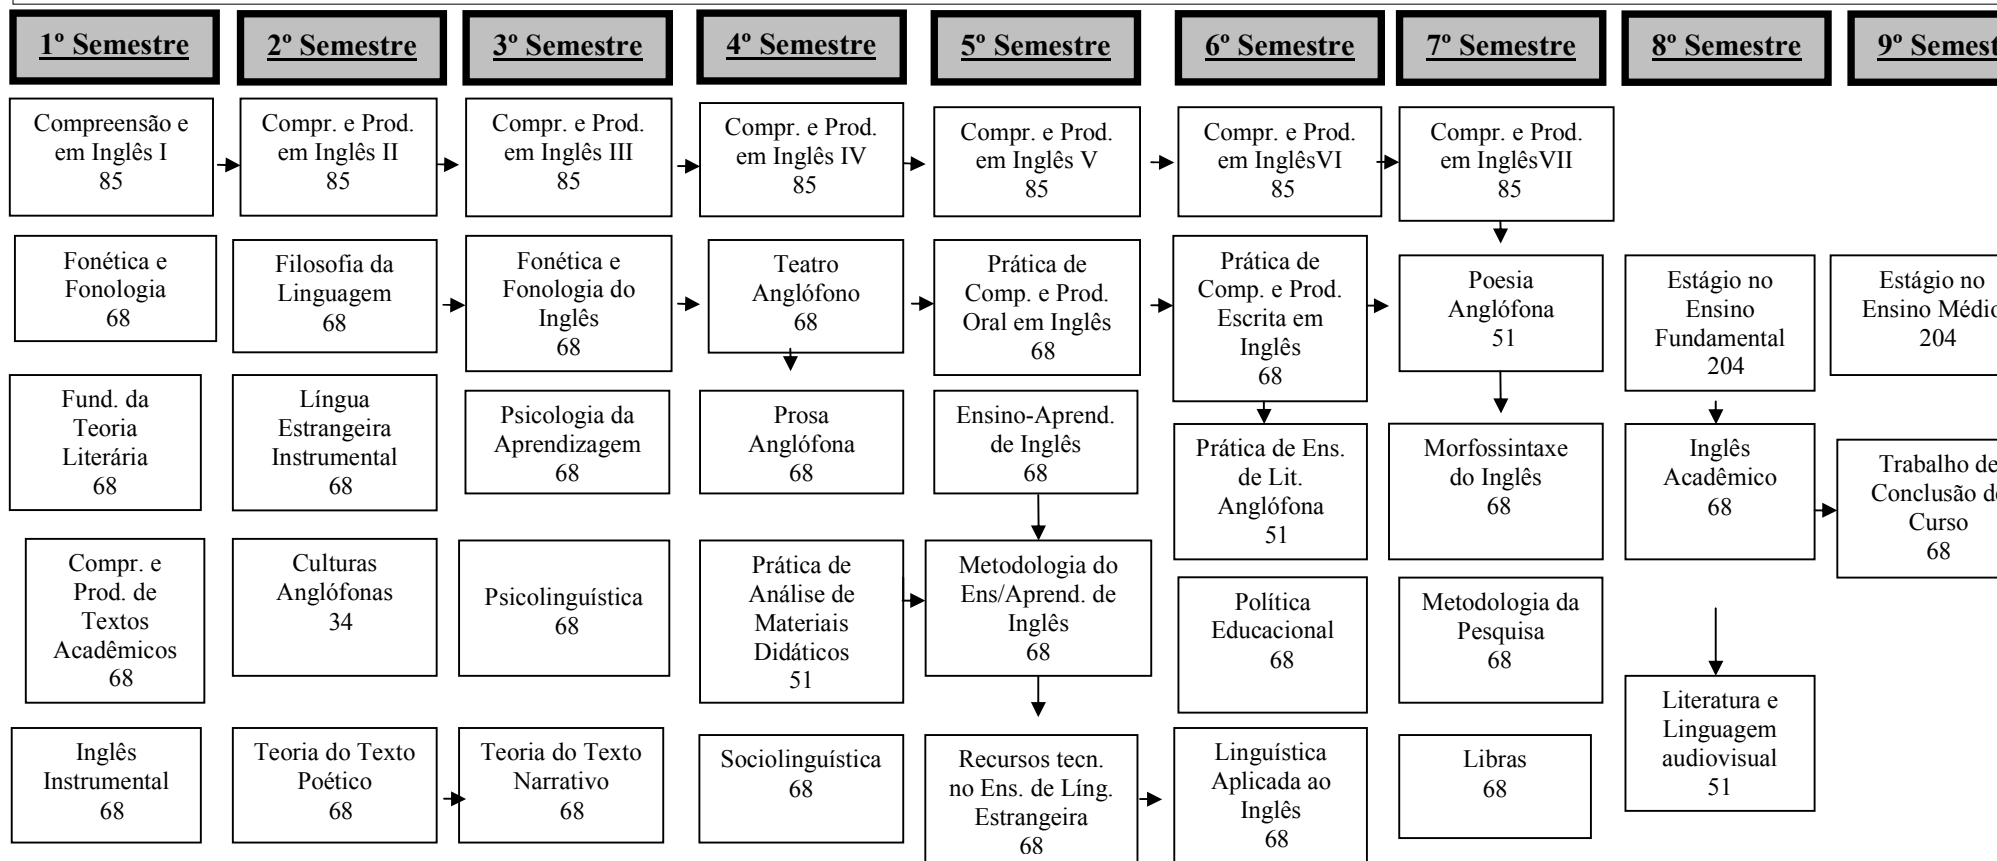 1º Semestre
2º Semestre
3º Semestre
4º Semestre
5º Semestre
6º Semestre
7º Semestre
8º Semestre
9º Semest
Compreensão e
em Inglês I
85
Compr. e Prod.
em Inglês II
85
Compr. e Prod.
em Inglês III
85
Compr. e Prod.
em Inglês IV
85
Compr. e Prod.
em Inglês V
85
Compr. e Prod.
em InglêsVI
85
Compr. e Prod.
em InglêsVII
85
Fonética e
Fonologia
68
Filosofia da
Linguagem
68
Fonética e
Fonologia do
Inglês
68
Teatro
Anglófono
68
Prática de
Comp. e Prod.
Oral em Inglês
68
Prática de
Comp. e Prod.
Escrita em
Inglês
68
Poesia
Anglófona
51
Estágio no
Ensino
Fundamental
204
Estágio no
Ensino Médio
204
Fund. da
Teoria
Literária
68
Língua
Estrangeira
Instrumental
68
Psicologia da
Aprendizagem
68
Prosa
Anglófona
68
Ensino-Aprend.
de Inglês
68
Prática de Ens.
de Lit.
Anglófona
51
Morfossintaxe
do Inglês
68
Inglês
Acadêmico
68
Trabalho de
Conclusão de
Curso
68
Compr. e
Prod. de
Textos
Acadêmicos
68
Culturas
Anglófonas
34
Psicolinguística
68
Prática de
Análise de
Materiais
Didáticos
51
Metodologia do
Ens/Aprend. de
Inglês
68
Política
Educacional
68
Metodologia da
Pesquisa
68
Literatura e
Linguagem
audiovisual
51
Inglês
Instrumental
68
Teoria do Texto
Poético
68
Teoria do Texto
Narrativo
68
Sociolinguística
68
Recursos tecn.
no Ens. de Líng.
Estrangeira
68
Linguística
Aplicada ao
Inglês
68
Libras
68